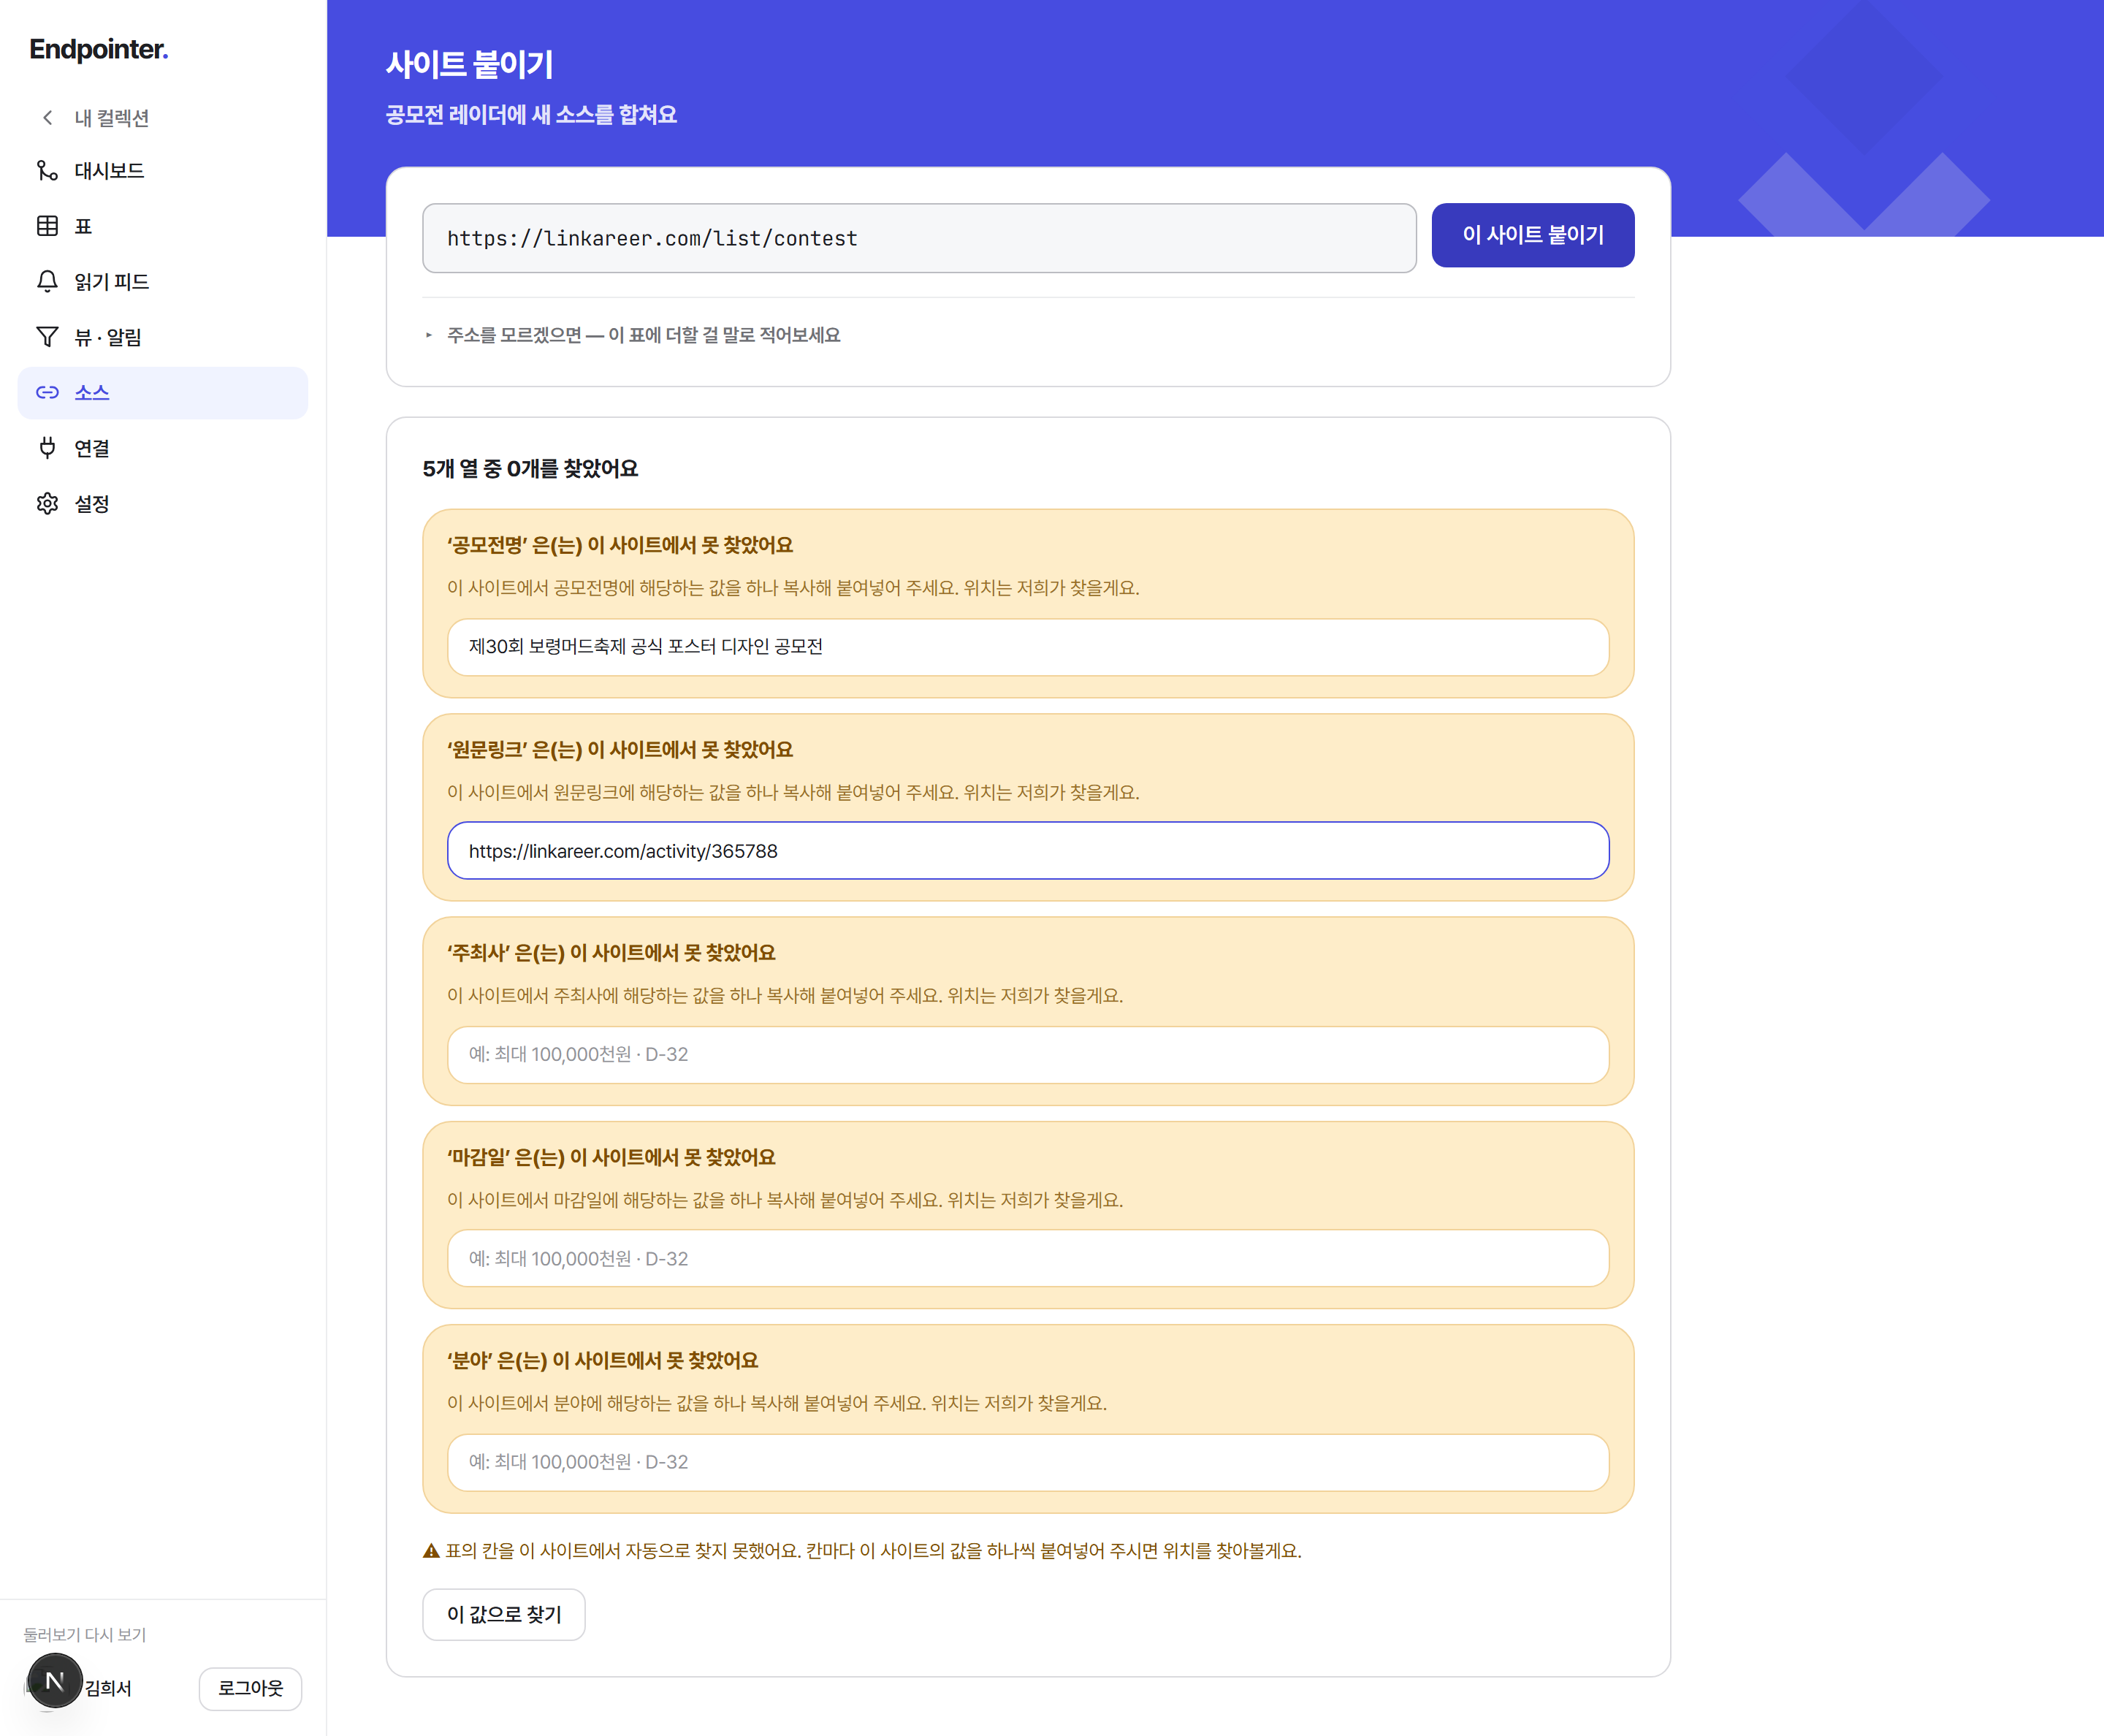 Endpointer.
내 컬렉션
대시보드
표
읽기 피드
뷰 · 알림
소스
연결
설정
둘러보기 다시 보기
N
김희서
로그아웃
사이트 붙이기
공모전 레이더에 새 소스를 합쳐요
https://linkareer.com/list/contest
이 사이트 붙이기
▸ 주소를 모르겠으면 — 이 표에 더할 걸 말로 적어보세요
5개 열 중 0개를 찾았어요
‘공모전명’ 은(는) 이 사이트에서 못 찾았어요
이 사이트에서 공모전명에 해당하는 값을 하나 복사해 붙여넣어 주세요. 위치는 저희가 찾을게요.
제30회 보령머드축제 공식 포스터 디자인 공모전
‘원문링크’ 은(는) 이 사이트에서 못 찾았어요
이 사이트에서 원문링크에 해당하는 값을 하나 복사해 붙여넣어 주세요. 위치는 저희가 찾을게요.
https://linkareer.com/activity/365788
‘주최사’ 은(는) 이 사이트에서 못 찾았어요
이 사이트에서 주최사에 해당하는 값을 하나 복사해 붙여넣어 주세요. 위치는 저희가 찾을게요.
예: 최대 100,000천원 · D-32
‘마감일’ 은(는) 이 사이트에서 못 찾았어요
이 사이트에서 마감일에 해당하는 값을 하나 복사해 붙여넣어 주세요. 위치는 저희가 찾을게요.
예: 최대 100,000천원 · D-32
‘분야’ 은(는) 이 사이트에서 못 찾았어요
이 사이트에서 분야에 해당하는 값을 하나 복사해 붙여넣어 주세요. 위치는 저희가 찾을게요.
예: 최대 100,000천원 · D-32
⚠ 표의 칸을 이 사이트에서 자동으로 찾지 못했어요. 칸마다 이 사이트의 값을 하나씩 붙여넣어 주시면 위치를 찾아볼게요.
이 값으로 찾기